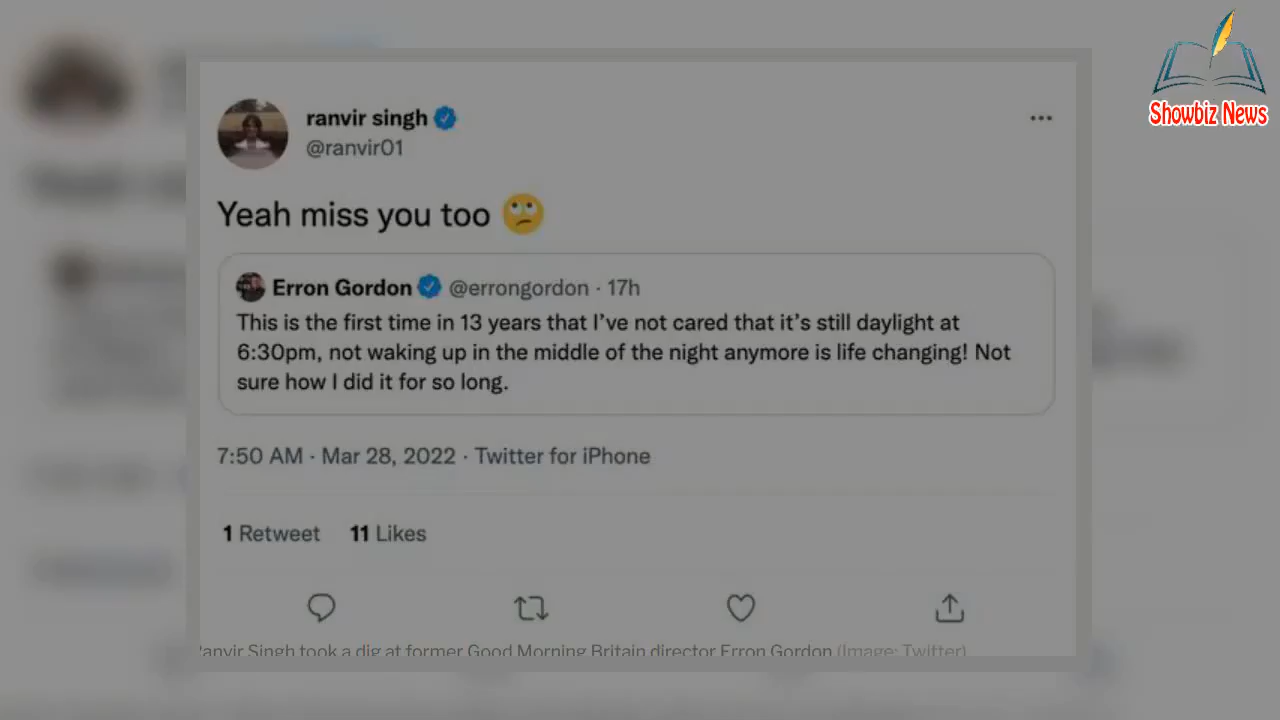 Showbiz News
ranvir singh
@ranvir01
Yeah miss you too 🙄
Erron Gordon @errongordon · 17h
This is the first time in 13 years that I've not cared that it's still daylight at
6:30pm, not waking up in the middle of the night anymore is life changing! Not
sure how I did it for so long.
7:50 AM · Mar 28, 2022 · Twitter for iPhone
1 Retweet 11 Likes
Ranvir Singh took a dig at former Good Morning Britain director Erron Gordon (Image: Twitter)